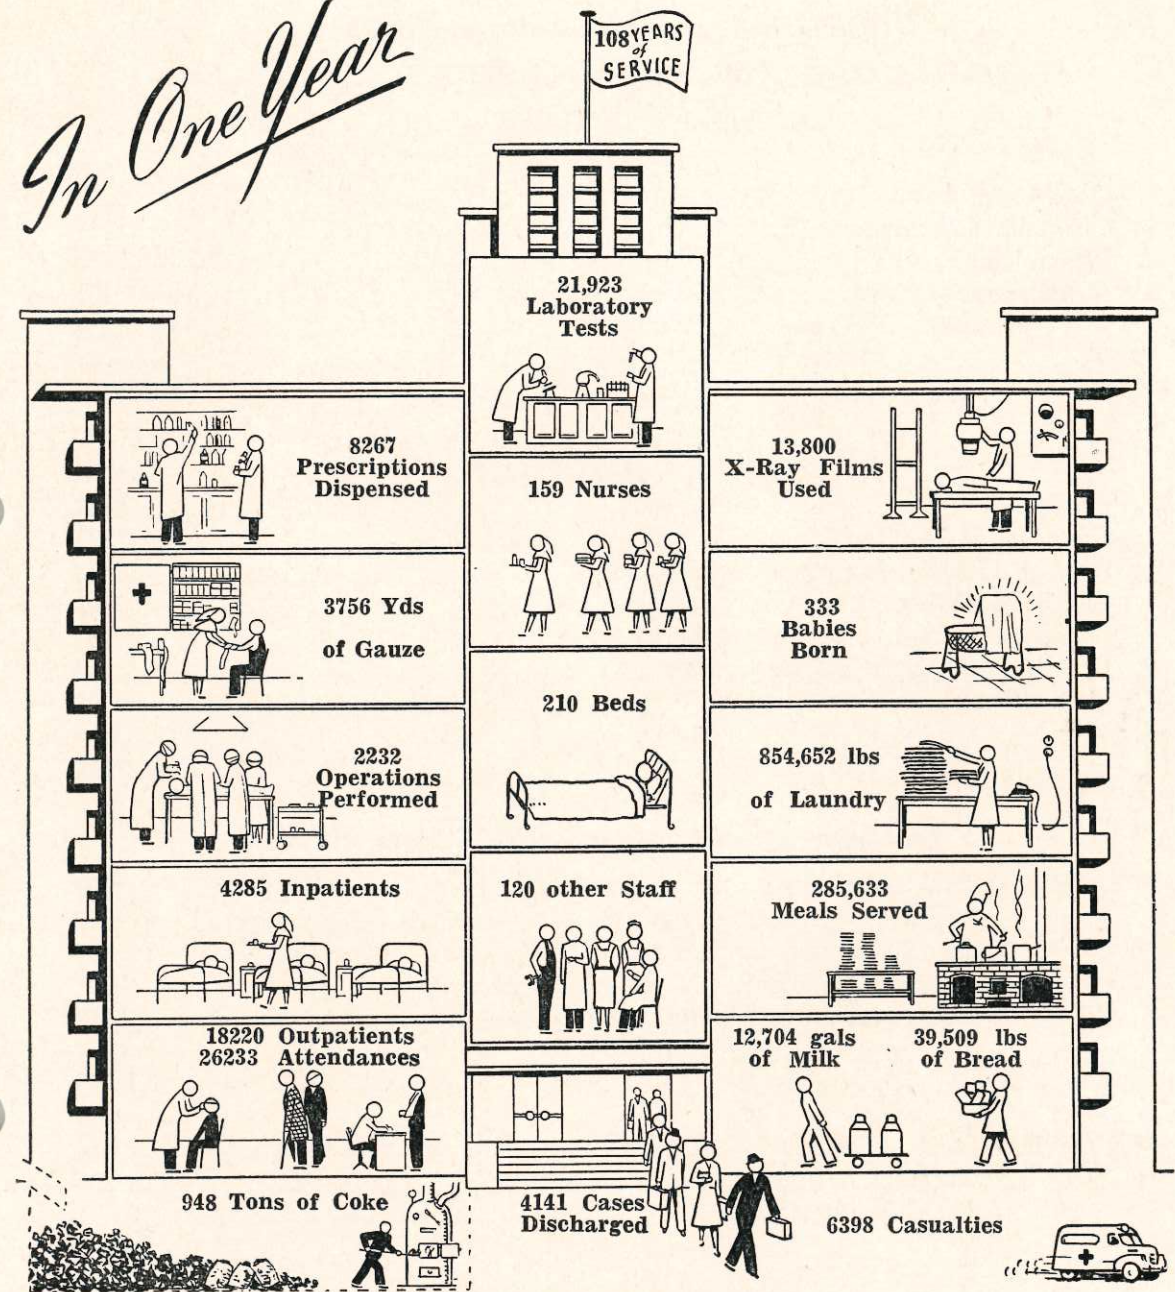 In One Year
108 YEARS
of
SERVICE
21,923
Laboratory
Tests
8267
Prescriptions
Dispensed
159 Nurses
13,800
X-Ray Films
Used
3756 Yds
of Gauze
333
Babies
Born
210 Beds
2232
Operations
Performed
854,652 lbs
of Laundry
4285 Inpatients
120 other Staff
285,633
Meals Served
18220 Outpatients
26233 Attendances
12,704 gals
of Milk
39,509 lbs
of Bread
948 Tons of Coke
4141 Cases
Discharged
6398 Casualties